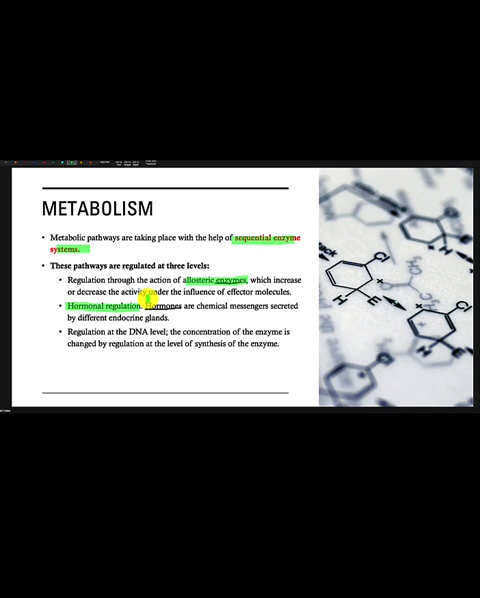 METABOLISM
• Metabolic pathways are taking place with the help of sequential enzyme
systems.
• These pathways are regulated at three levels:
• Regulation through the action of allosteric enzymes, which increase
or decrease the activity under the influence of effector molecules.
• Hormonal regulation. Hormones are chemical messengers secreted
by different endocrine glands.
• Regulation at the DNA level; the concentration of the enzyme is
changed by regulation at the level of synthesis of the enzyme.
Cl
H
E
Cl
H